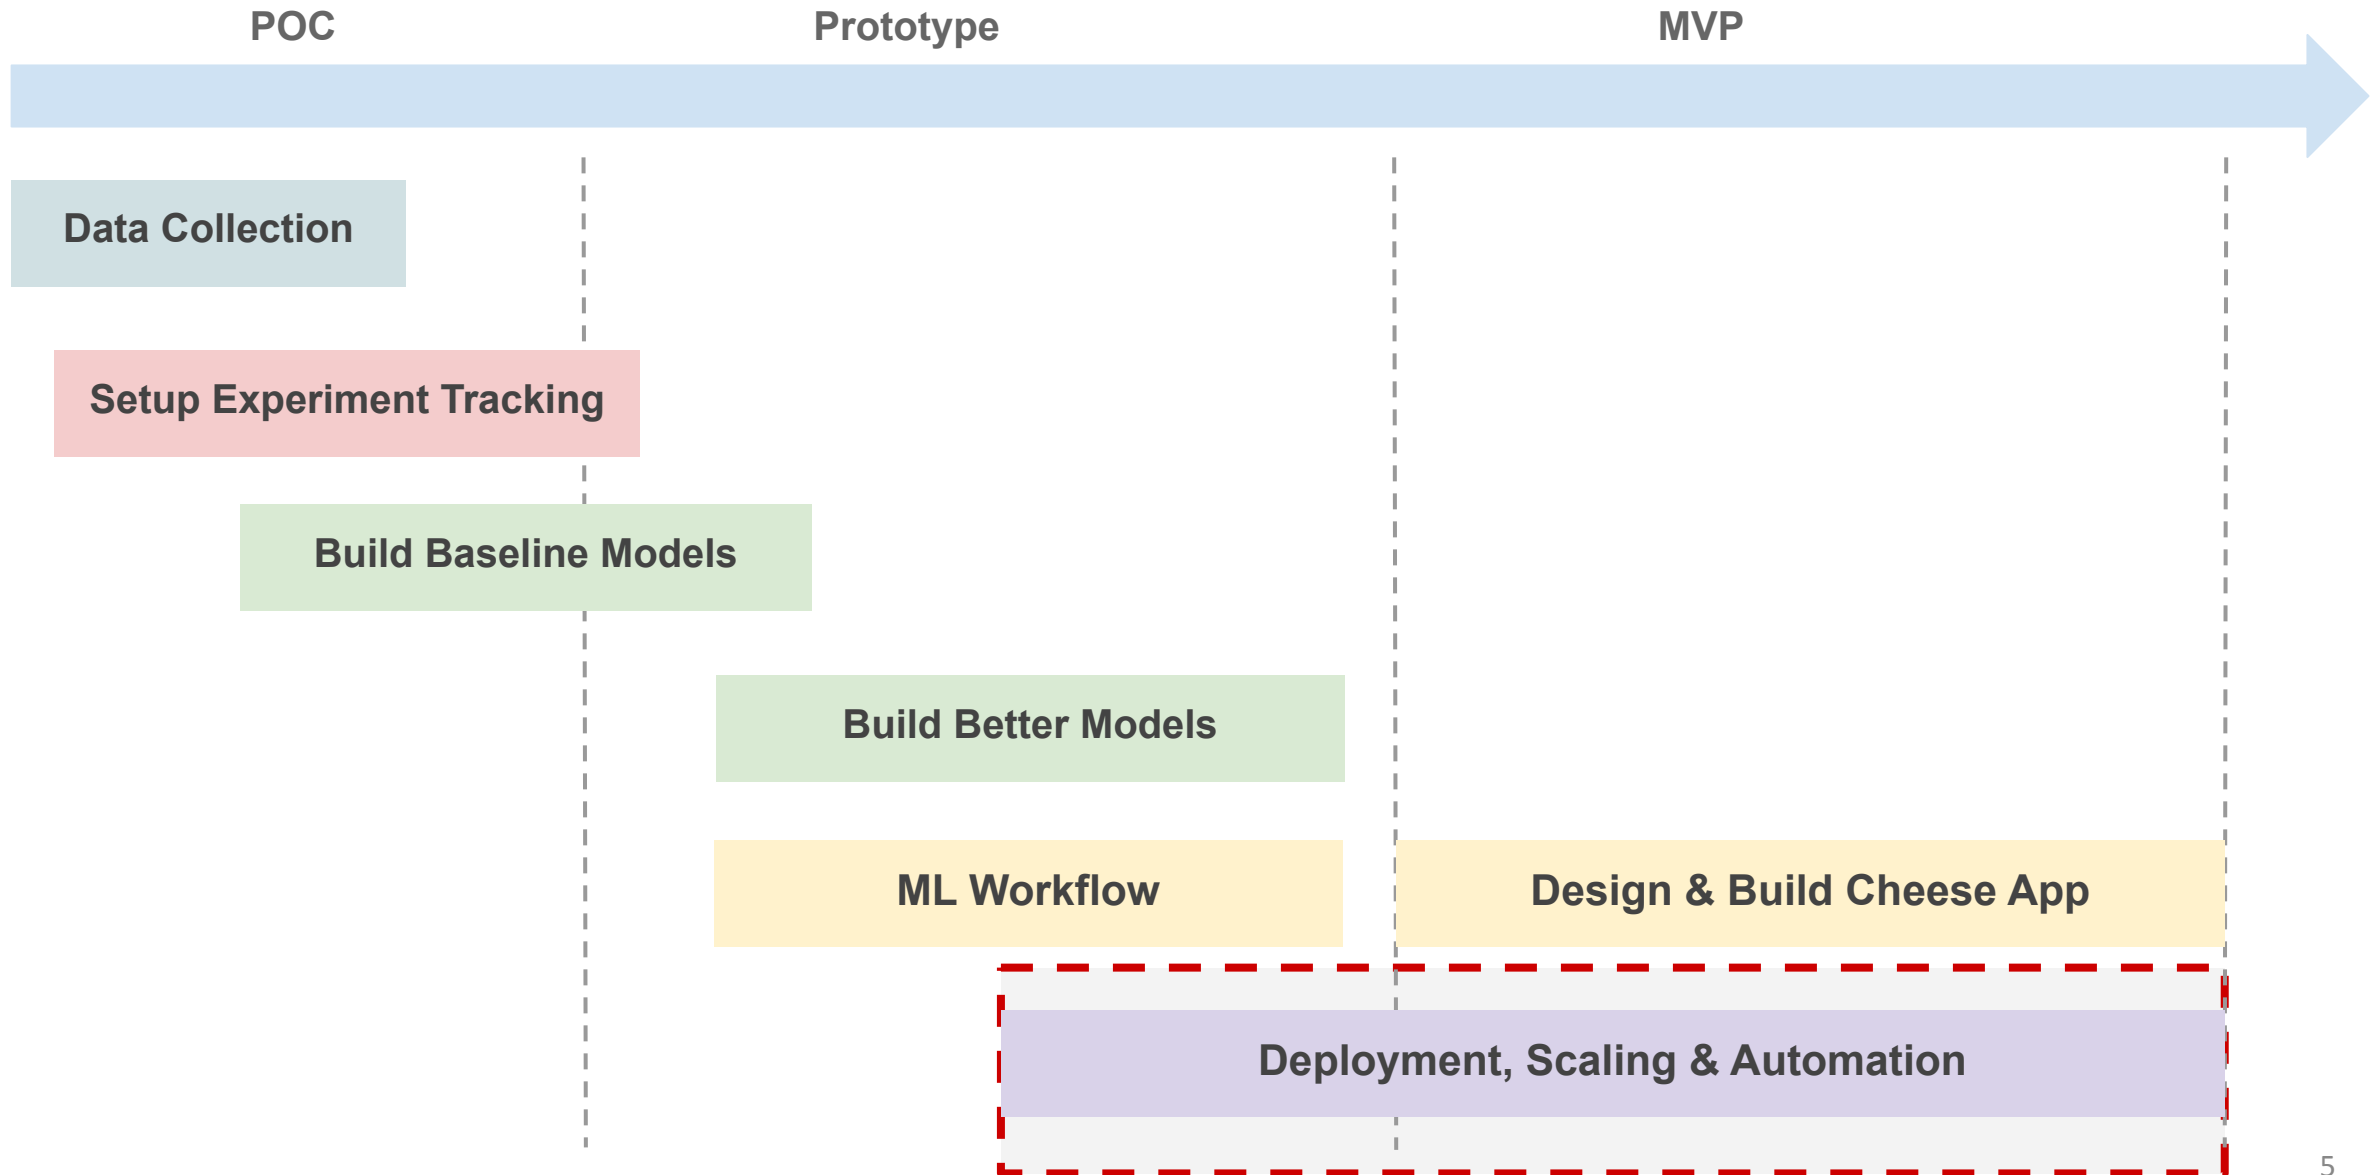 POC
Prototype
MVP
Data Collection
Setup Experiment Tracking
Build Baseline Models
Build Better Models
ML Workflow
Design & Build Cheese App
Deployment, Scaling & Automation
5